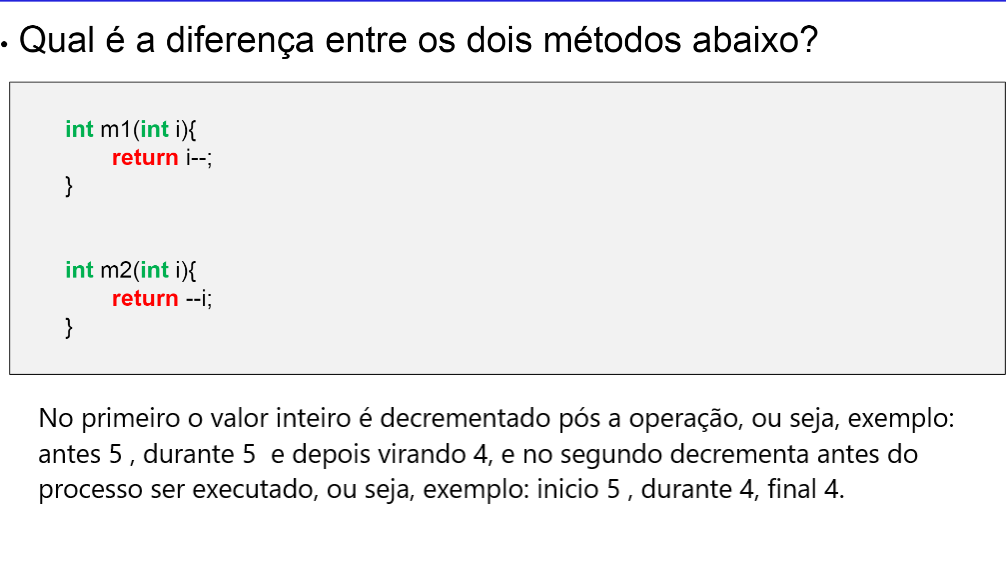 • Qual é a diferença entre os dois métodos abaixo?
int m1(int i){
return i--;
}
int m2(int i){
return --i;
}
No primeiro o valor inteiro é decrementado pós a operação, ou seja, exemplo:
antes 5 , durante 5  e depois virando 4, e no segundo decrementa antes do
processo ser executado, ou seja, exemplo: inicio 5 , durante 4, final 4.